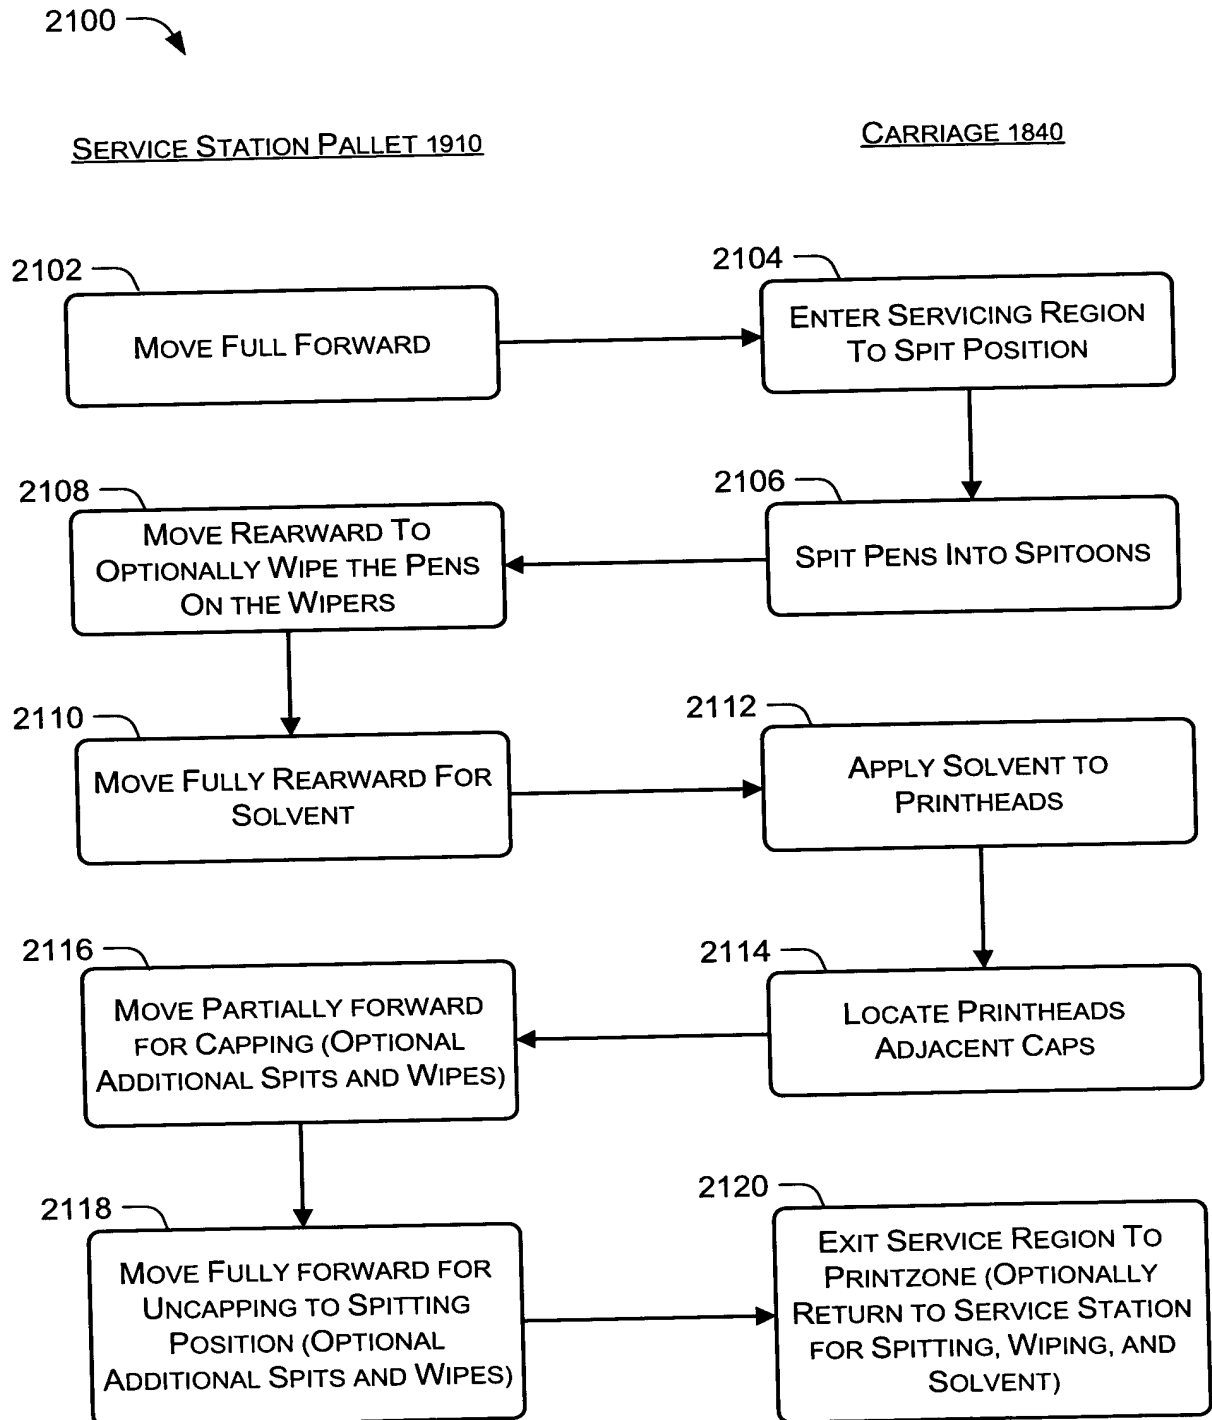 2100
SERVICE STATION PALLET 1910
CARRIAGE 1840
2102
MOVE FULL FORWARD
2104
ENTER SERVICING REGION
TO SPIT POSITION
2108
MOVE REARWARD TO
OPTIONALLY WIPE THE PENS
ON THE WIPERS
2106
SPIT PENS INTO SPITOONS
2110
MOVE FULLY REARWARD FOR
SOLVENT
2112
APPLY SOLVENT TO
PRINTHEADS
2116
MOVE PARTIALLY FORWARD
FOR CAPPING (OPTIONAL
ADDITIONAL SPITS AND WIPES)
2114
LOCATE PRINTHEADS
ADJACENT CAPS
2118
MOVE FULLY FORWARD FOR
UNCAPPING TO SPITTING
POSITION (OPTIONAL
ADDITIONAL SPITS AND WIPES)
2120
EXIT SERVICE REGION TO
PRINTZONE (OPTIONALLY
RETURN TO SERVICE STATION
FOR SPITTING, WIPING, AND
SOLVENT)